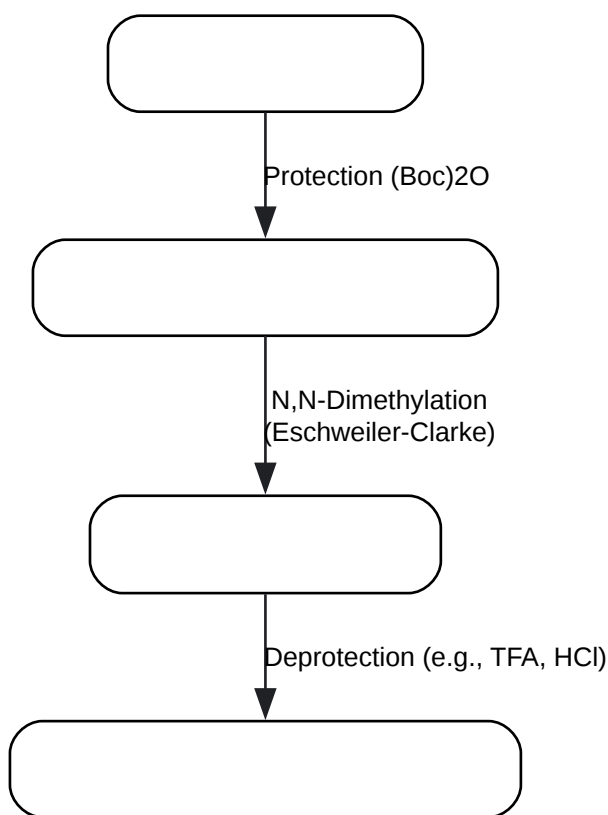 Protection (Boc)2O
N,N-Dimethylation
(Eschweiler-Clarke)
Deprotection (e.g., TFA, HCl)